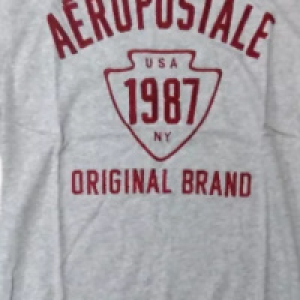 AÉROPOSTALE
USA
1987
NY
ORIGINAL BRAND